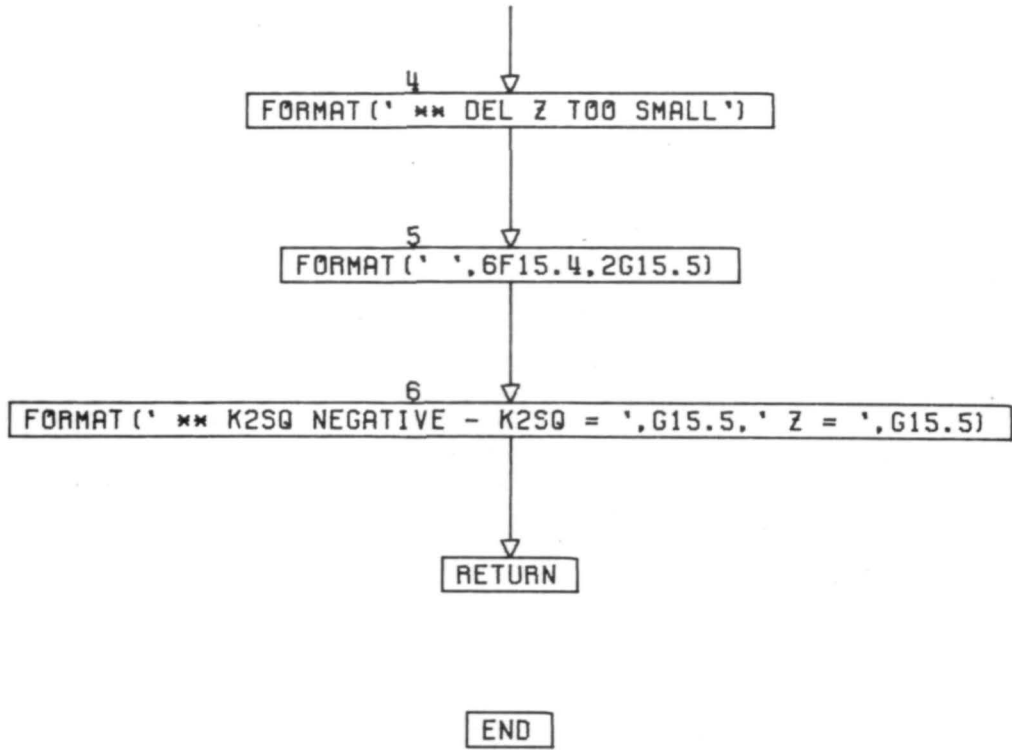 4
FORMAT(' ** DEL Z TOO SMALL')
5
FORMAT(' ',6F15.4,2G15.5)
6
FORMAT(' ** K2SQ NEGATIVE - K2SQ = ',G15.5,' Z = ',G15.5)
RETURN
END